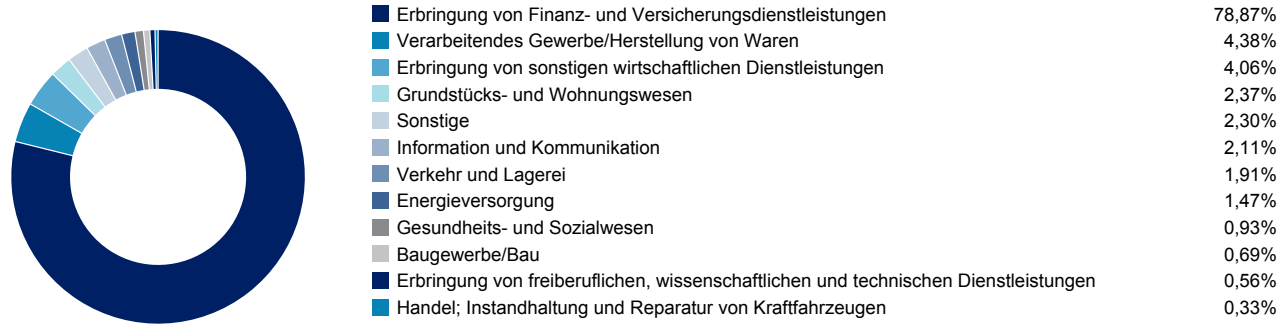 Erbringung von Finanz- und Versicherungsdienstleistungen 78,87%
Verarbeitendes Gewerbe/Herstellung von Waren 4,38%
Erbringung von sonstigen wirtschaftlichen Dienstleistungen 4,06%
Grundstücks- und Wohnungswesen 2,37%
Sonstige 2,30%
Information und Kommunikation 2,11%
Verkehr und Lagerei 1,91%
Energieversorgung 1,47%
Gesundheits- und Sozialwesen 0,93%
Baugewerbe/Bau 0,69%
Erbringung von freiberuflichen, wissenschaftlichen und technischen Dienstleistungen 0,56%
Handel; Instandhaltung und Reparatur von Kraftfahrzeugen 0,33%